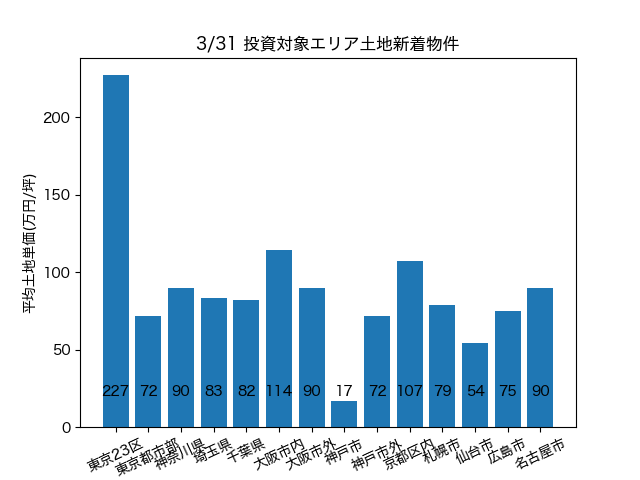 3/31 投資対象エリア土地新着物件
平均土地単価(万円/坪)
200
150
100
50
0
227 72 90 83 82 114 90 17 72 107 79 54 75 90
東京23区 東京都市部 神奈川県 埼玉県 千葉県 大阪市内 大阪市外 神戸市 神戸市外 京都区内 札幌市 仙台市 広島市 名古屋市